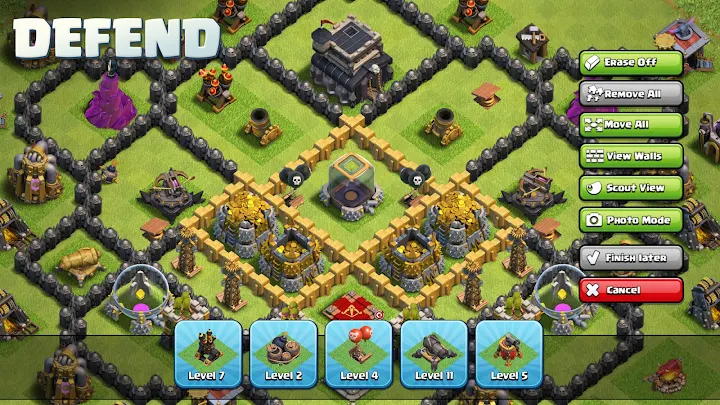 DEFEND
Erase Off
Remove All
Move All
View Walls
Scout View
Photo Mode
Finish later
Cancel
Level 7
Level 2
Level 4
Level 11
Level 5